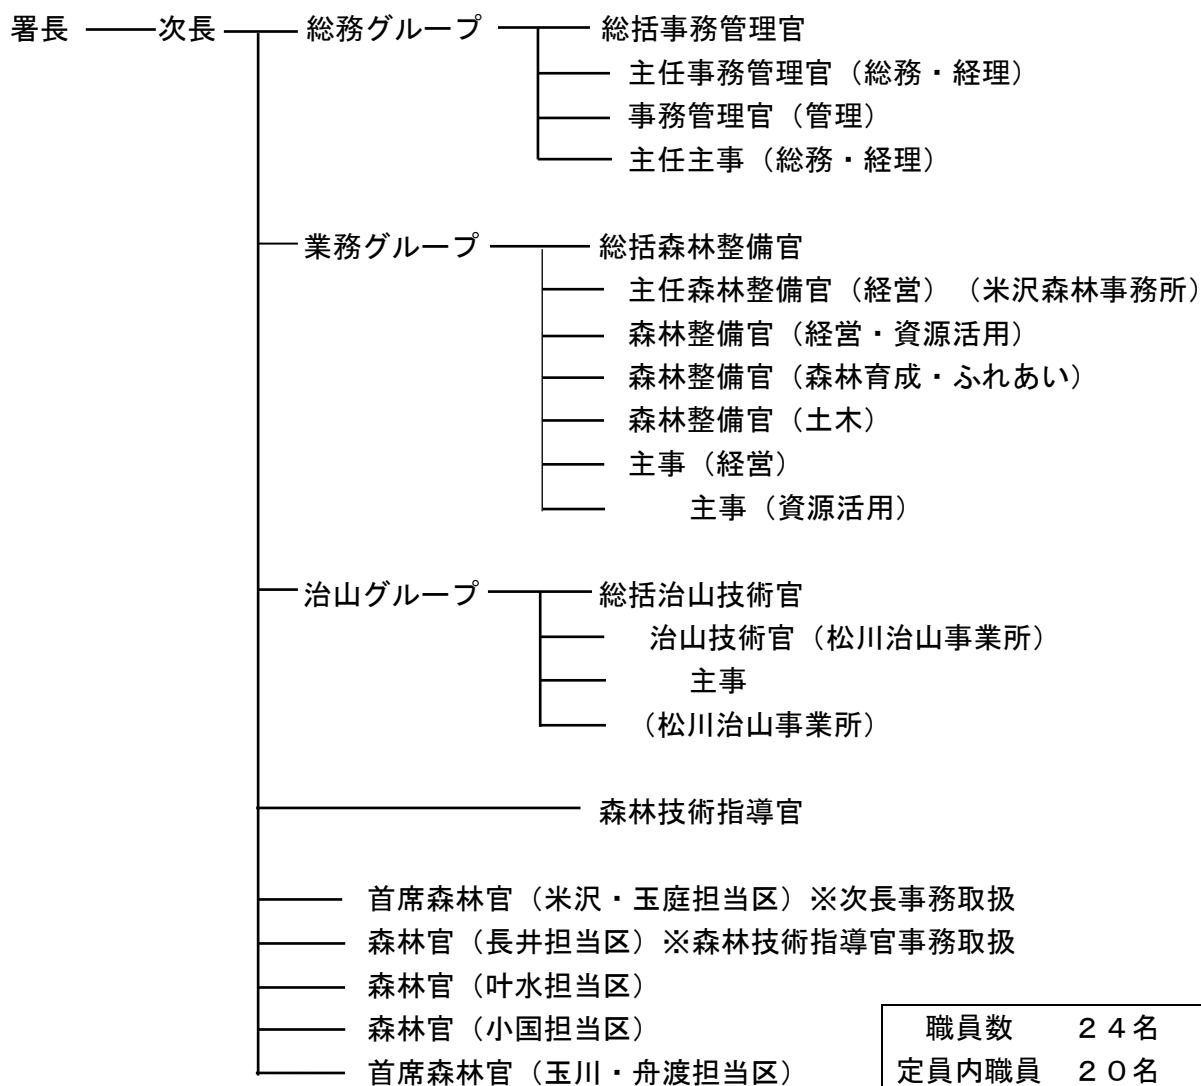 署長 次長 総務グループ 総括事務管理官
主任事務管理官（総務・経理）
事務管理官（管理）
主任主事（総務・経理）
業務グループ 総括森林整備官
主任森林整備官（経営）（米沢森林事務所）
森林整備官（経営・資源活用）
森林整備官（森林育成・ふれあい）
森林整備官（土木）
主事（経営）
主事（資源活用）
治山グループ 総括治山技術官
治山技術官（松川治山事業所）
主事
（松川治山事業所）
森林技術指導官
首席森林官（米沢・玉庭担当区）※次長事務取扱
森林官（長井担当区）※森林技術指導官事務取扱
森林官（叶水担当区）
森林官（小国担当区）
首席森林官（玉川・舟渡担当区）
職員数 ２４名
定員内職員 ２０名